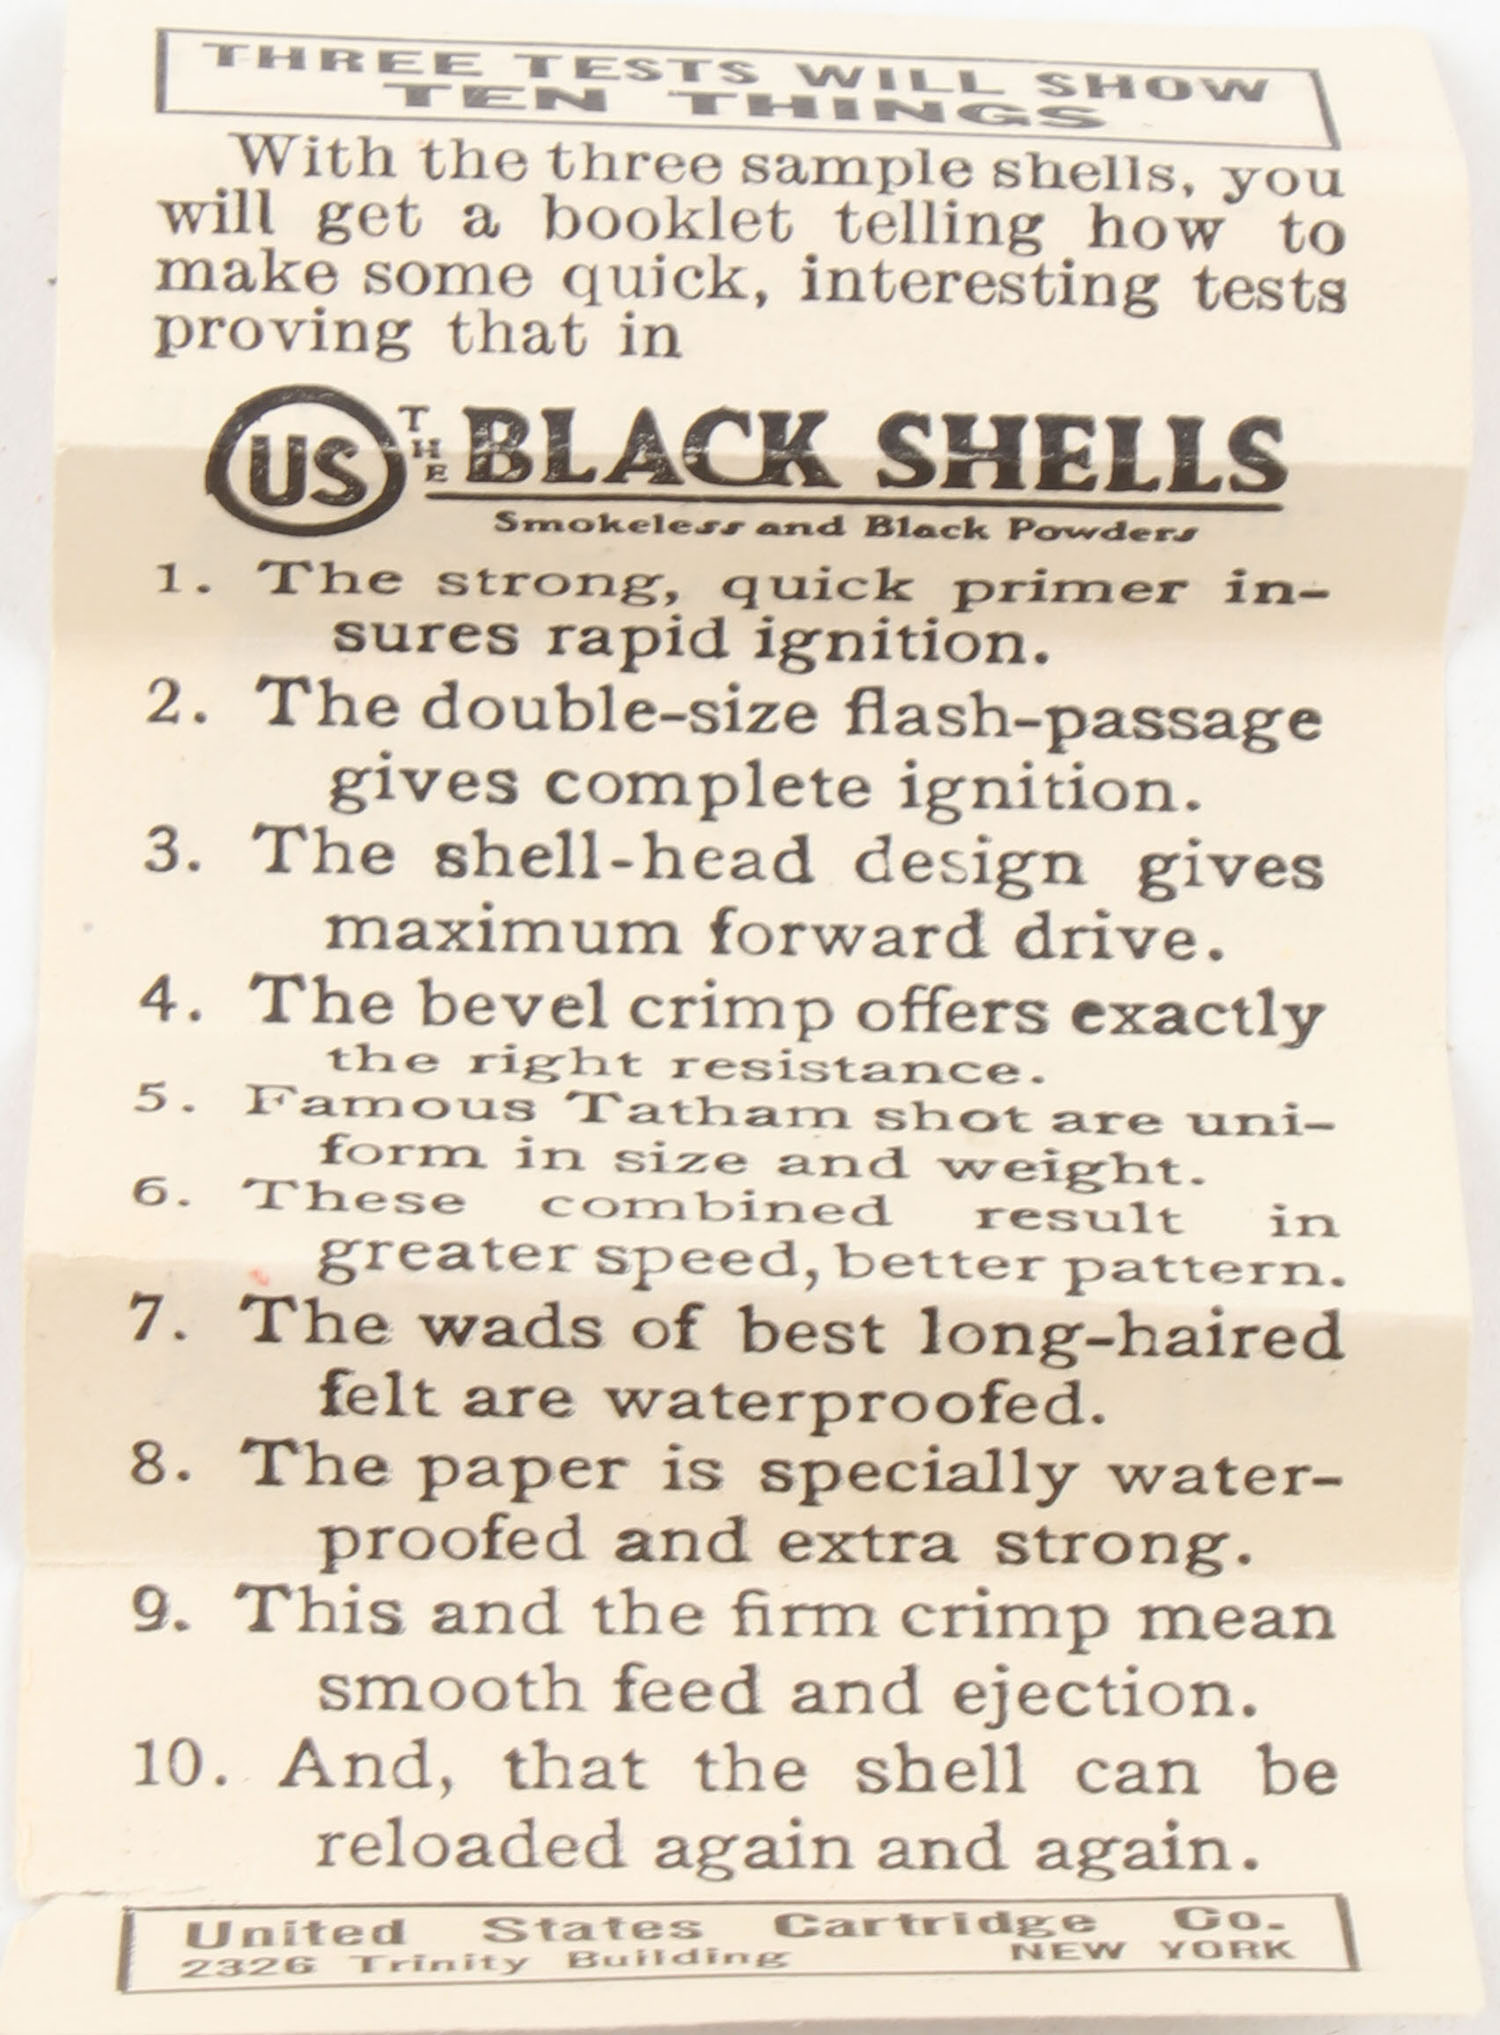 THREE TESTS WILL SHOW
TEN THINGS
With the three sample shells, you
will get a booklet telling how to
make some quick, interesting tests
proving that in
US THE BLACK SHELLS
Smokeless and Black Powders
1. The strong, quick primer in-
sures rapid ignition.
2. The double-size flash-passage
gives complete ignition.
3. The shell-head design gives
maximum forward drive.
4. The bevel crimp offers exactly
the right resistance.
5. Famous Tatham shot are uni-
form in size and weight.
6. These combined result in
greater speed, better pattern.
7. The wads of best long-haired
felt are waterproofed.
8. The paper is specially water-
proofed and extra strong.
9. This and the firm crimp mean
smooth feed and ejection.
10. And, that the shell can be
reloaded again and again.
United States Cartridge Co.
2326 Trinity Building NEW YORK